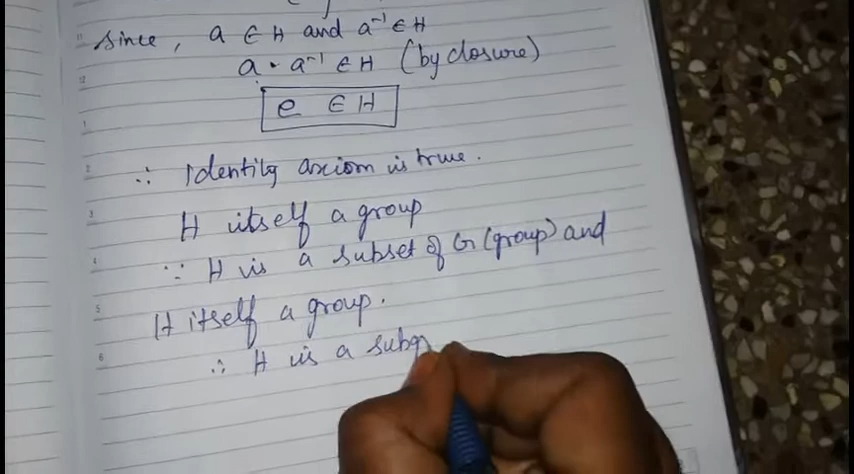 since, a ∈ H and a⁻¹ ∈ H
a · a⁻¹ ∈ H (by closure)
e ∈ H
∴ Identity axiom is true.
H itself a group
∵ H is a subset of G (group) and
H itself a group.
∴ H is a subg